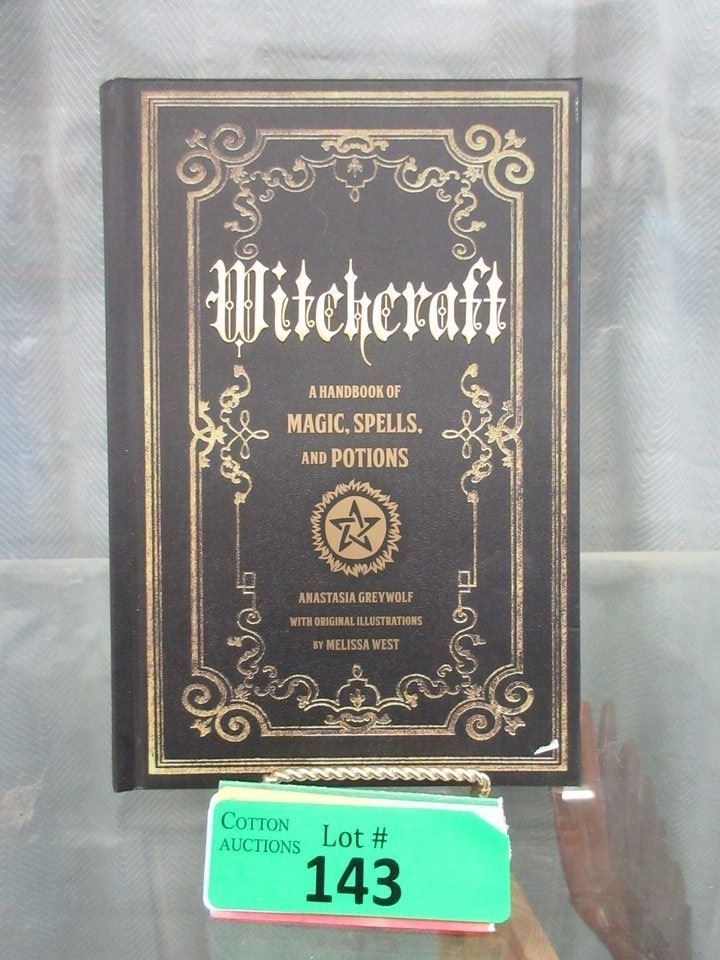 Witchcraft
A HANDBOOK OF
MAGIC, SPELLS,
AND POTIONS
ANASTASIA GREYWOLF
WITH ORIGINAL ILLUSTRATIONS
BY MELISSA WEST
COTTON
AUCTIONS
Lot #
143